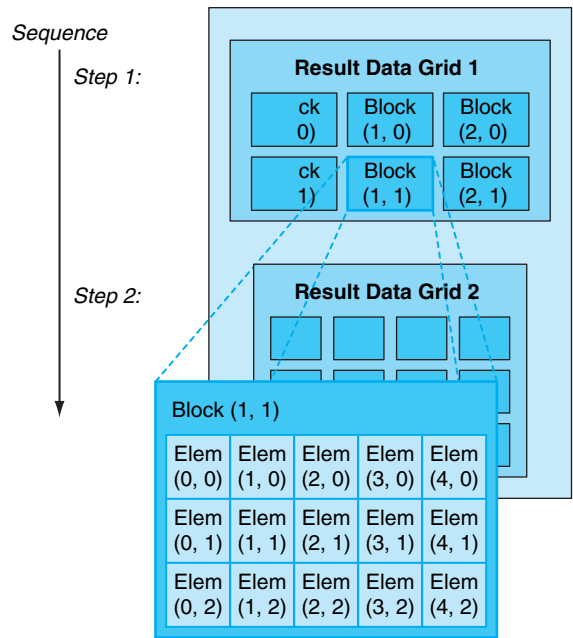 Sequence
Step 1:
Result Data Grid 1
ck Block Block
0) (1, 0) (2, 0)
ck Block Block
1) (1, 1) (2, 1)
Step 2:
Result Data Grid 2
Block (1, 1)
Elem Elem Elem Elem Elem
(0, 0) (1, 0) (2, 0) (3, 0) (4, 0)
Elem Elem Elem Elem Elem
(0, 1) (1, 1) (2, 1) (3, 1) (4, 1)
Elem Elem Elem Elem Elem
(0, 2) (1, 2) (2, 2) (3, 2) (4, 2)